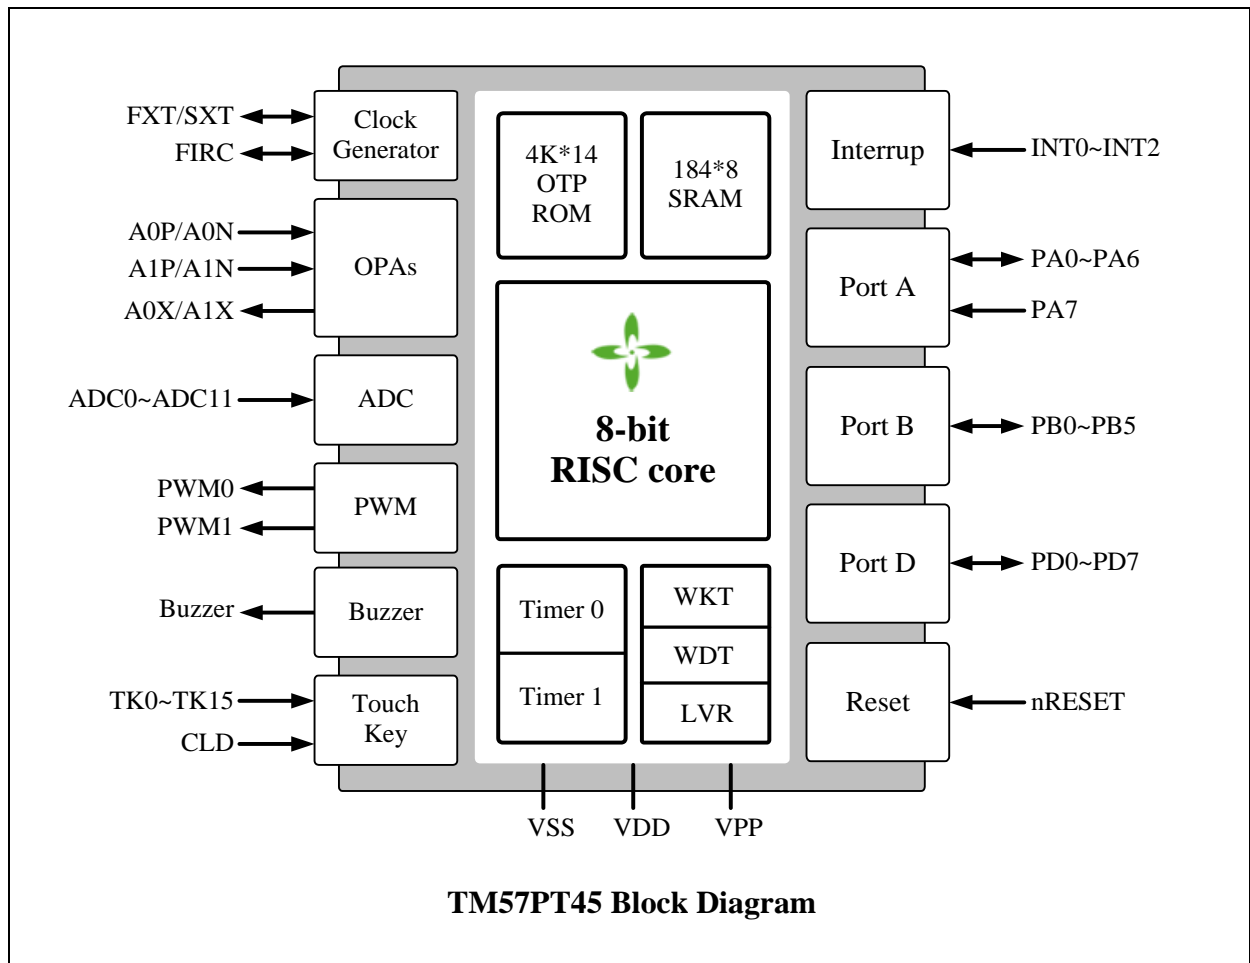 FXT/SXT
FIRC
Clock
Generator
A0P/A0N
A1P/A1N
A0X/A1X
OPAs
ADC0~ADC11
ADC
PWM0
PWM1
PWM
Buzzer
Buzzer
TK0~TK15
CLD
Touch
Key
4K*14
OTP
ROM
184*8
SRAM
8-bit
RISC core
Timer 0
Timer 1
WKT
WDT
LVR
VSS
VDD
VPP
Interrup
INT0~INT2
Port A
PA0~PA6
PA7
Port B
PB0~PB5
Port D
PD0~PD7
Reset
nRESET
TM57PT45 Block Diagram